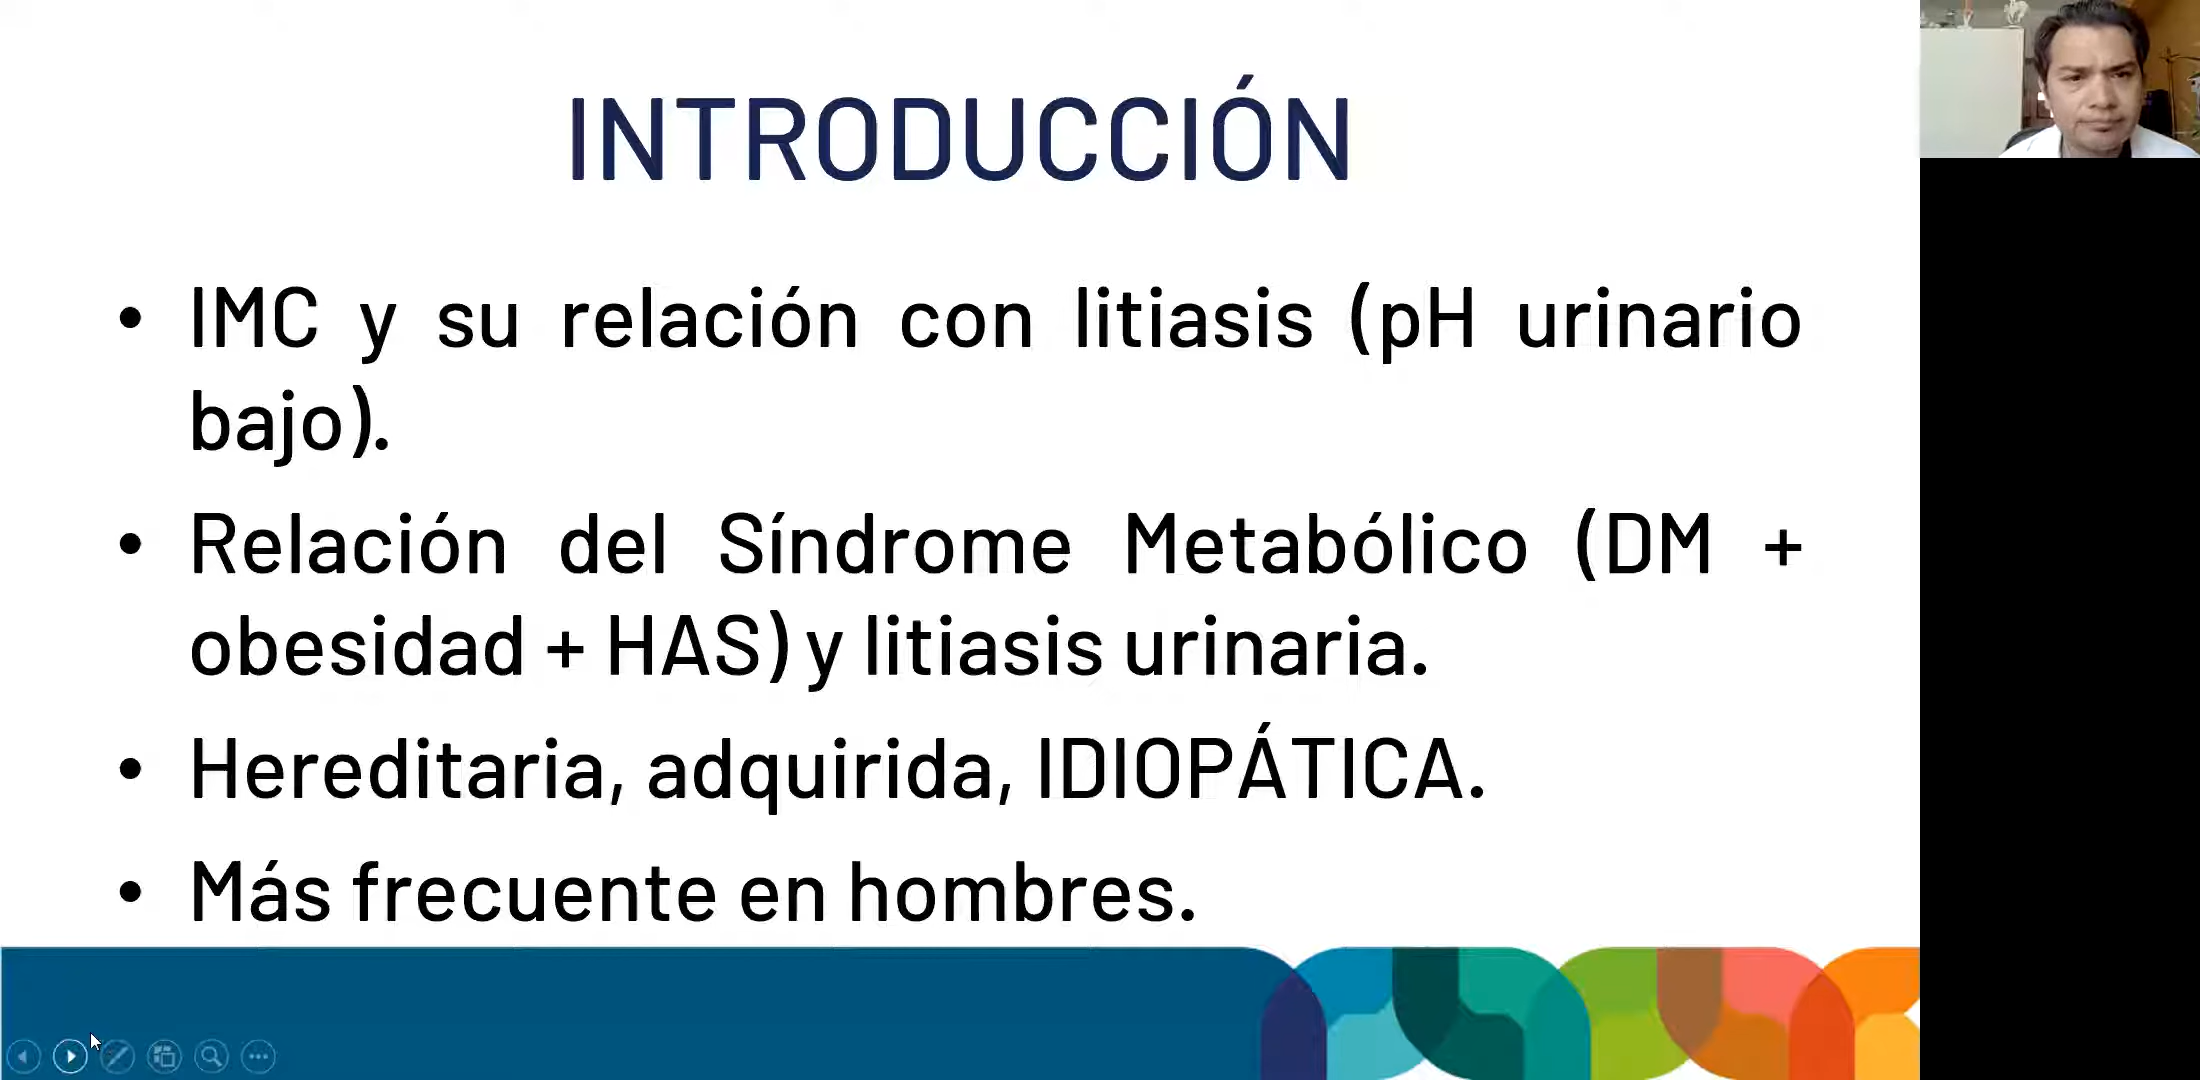 INTRODUCCIÓN
• IMC y su relación con litiasis (pH urinario
bajo).
• Relación del Síndrome Metabólico (DM +
obesidad + HAS) y litiasis urinaria.
• Hereditaria, adquirida, IDIOPÁTICA.
• Más frecuente en hombres.